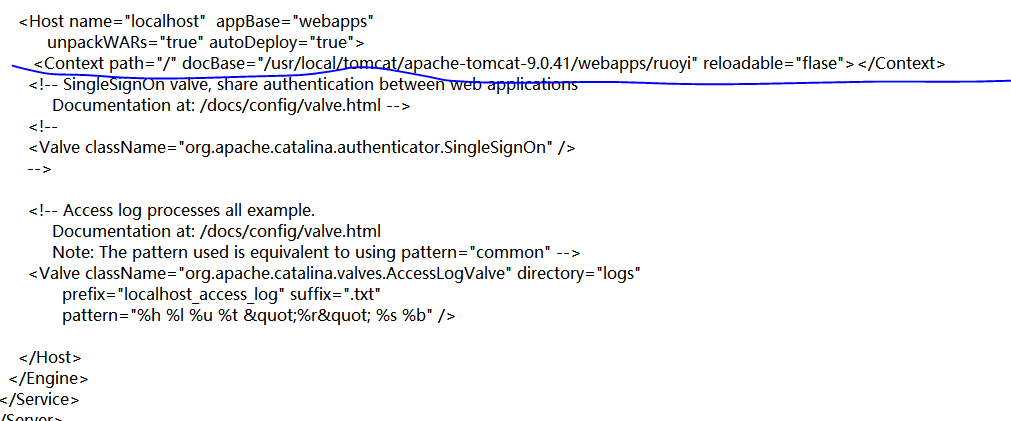 <Host name="localhost" appBase="webapps"
unpackWARs="true" autoDeploy="true">
<Context path="/" docBase="/usr/local/tomcat/apache-tomcat-9.0.41/webapps/ruoyi" reloadable="flase"></Context>
<!-- SingleSignOn valve, share authentication between web applications
Documentation at: /docs/config/valve.html -->
<!--
<Valve className="org.apache.catalina.authenticator.SingleSignOn" />
-->
<!-- Access log processes all example.
Documentation at: /docs/config/valve.html
Note: The pattern used is equivalent to using pattern="common" -->
<Valve className="org.apache.catalina.valves.AccessLogValve" directory="logs"
prefix="localhost_access_log" suffix=".txt"
pattern="%h %l %u %t &quot;%r&quot; %s %b" />
</Host>
</Engine>
</Service>
/Server>